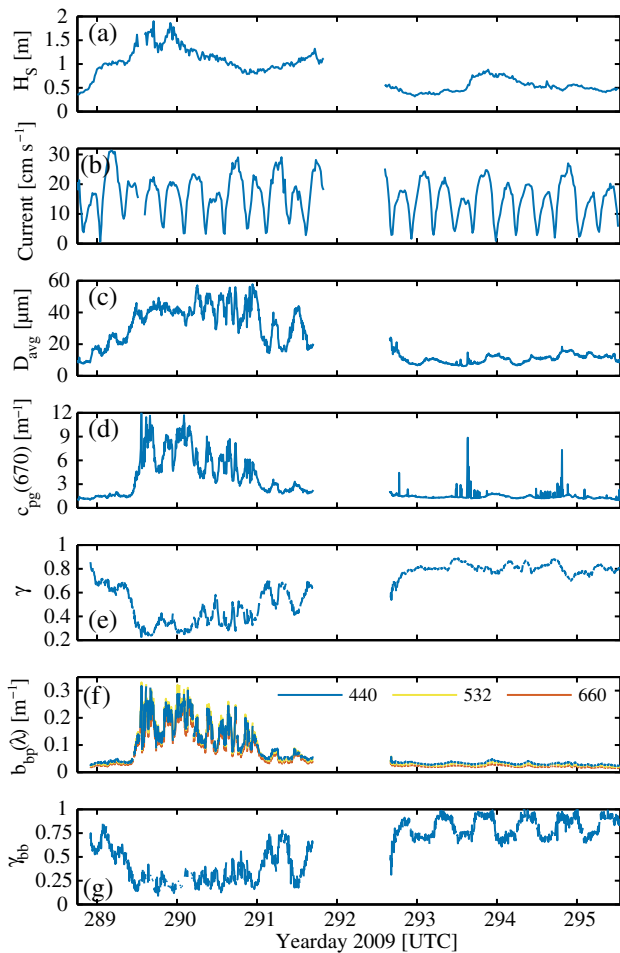 (a)
H_S [m]
2
1.5
1
0.5
0
(b)
Current [cm s⁻¹]
30
20
10
0
(c)
D_avg [μm]
60
40
20
0
(d)
c_pg(670) [m⁻¹]
12
9
6
3
0
(e)
γ
1
0.8
0.6
0.4
0.2
(f)
b_bp(λ) [m⁻¹]
0.3
0.2
0.1
0
440 532 660
(g)
γ_bb
1
0.75
0.5
0.25
0
289 290 291 292 293 294 295
Yearday 2009 [UTC]